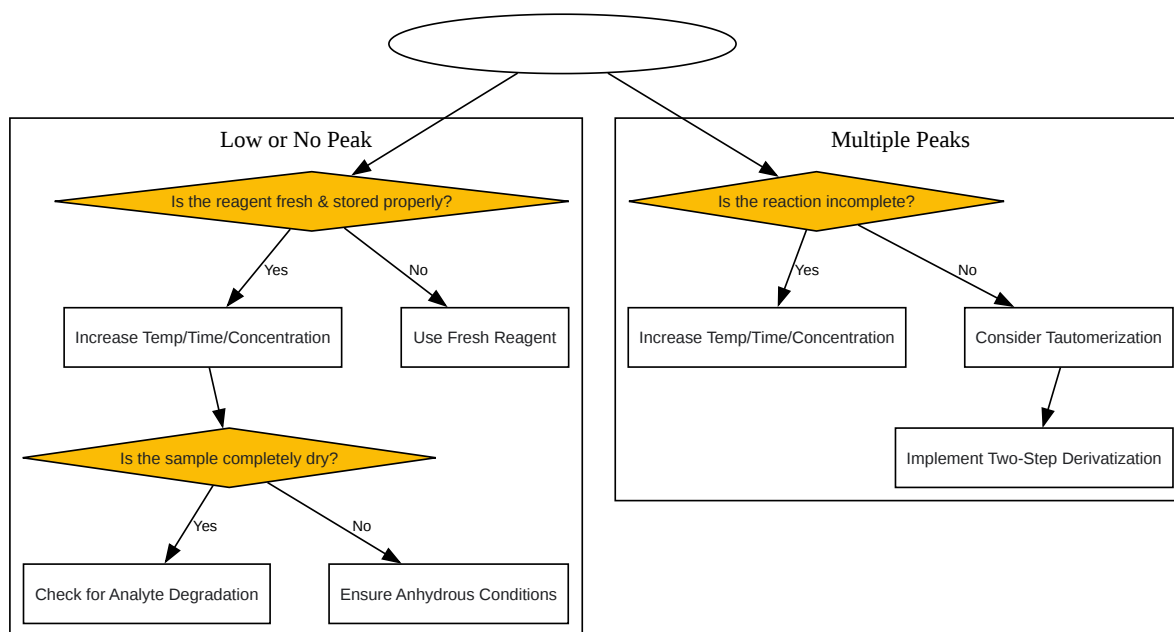 Low or No Peak
Is the reagent fresh & stored properly?
Yes
No
Increase Temp/Time/Concentration
Use Fresh Reagent
Is the sample completely dry?
Yes
No
Check for Analyte Degradation
Ensure Anhydrous Conditions
Multiple Peaks
Is the reaction incomplete?
Yes
No
Increase Temp/Time/Concentration
Consider Tautomerization
Implement Two-Step Derivatization